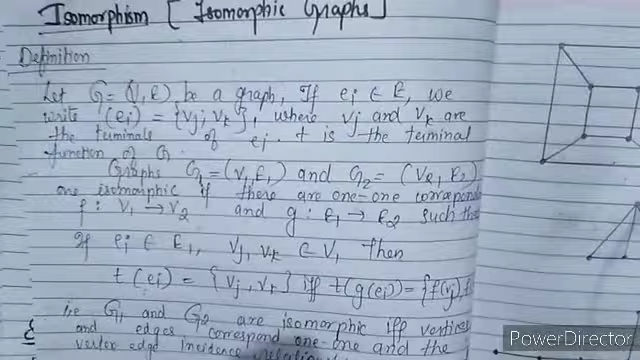 Isomorphism [ Isomorphic Graphs]
Definition
Let G = (V, E) be a graph, If ei ∈ E, we
write t(ei) = {vj, vk}, where vj and vk are
the terminals of ei. t is the terminal
function of G.
Graphs G1 = (V1, E1) and G2 = (V2, E2)
are isomorphic if there are one-one
f : V1 → V2 and g : E1 → E2 such
If ei ∈ E1, vj, vk ∈ V1 then
t(ei) = {vj, vk} iff t(g(ei)) = {f(vj),
i.e G1 and G2 are isomorphic iff vertices
and edges correspond one-one and the
vertex edge incidence
PowerDirector